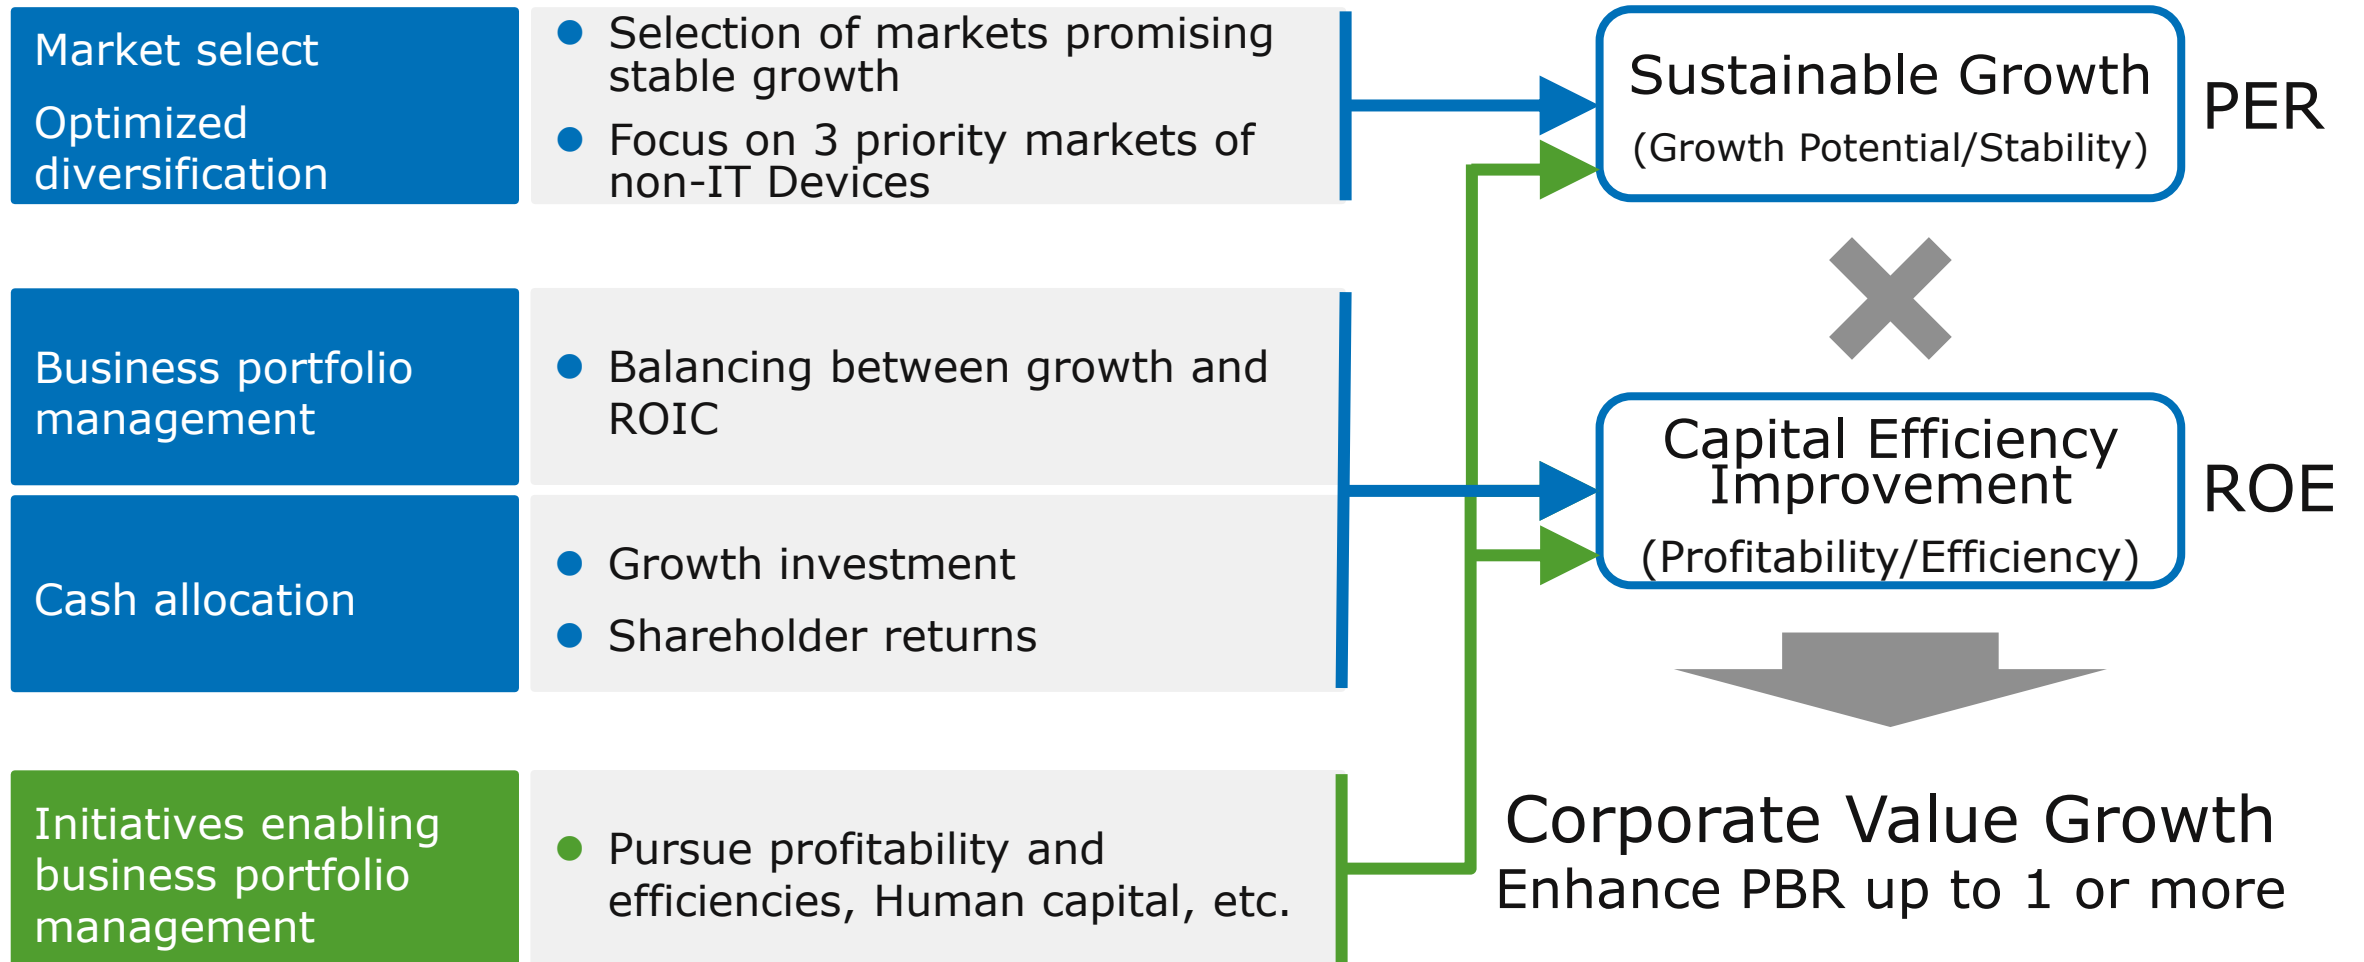 Market select
Optimized
diversification
● Selection of markets promising
stable growth
● Focus on 3 priority markets of
non-IT Devices
Sustainable Growth
(Growth Potential/Stability)
PER
Business portfolio
management
● Balancing between growth and
ROIC
Capital Efficiency
Improvement
(Profitability/Efficiency)
ROE
Cash allocation
● Growth investment
● Shareholder returns
Initiatives enabling
business portfolio
management
● Pursue profitability and
efficiencies, Human capital, etc.
Corporate Value Growth
Enhance PBR up to 1 or more